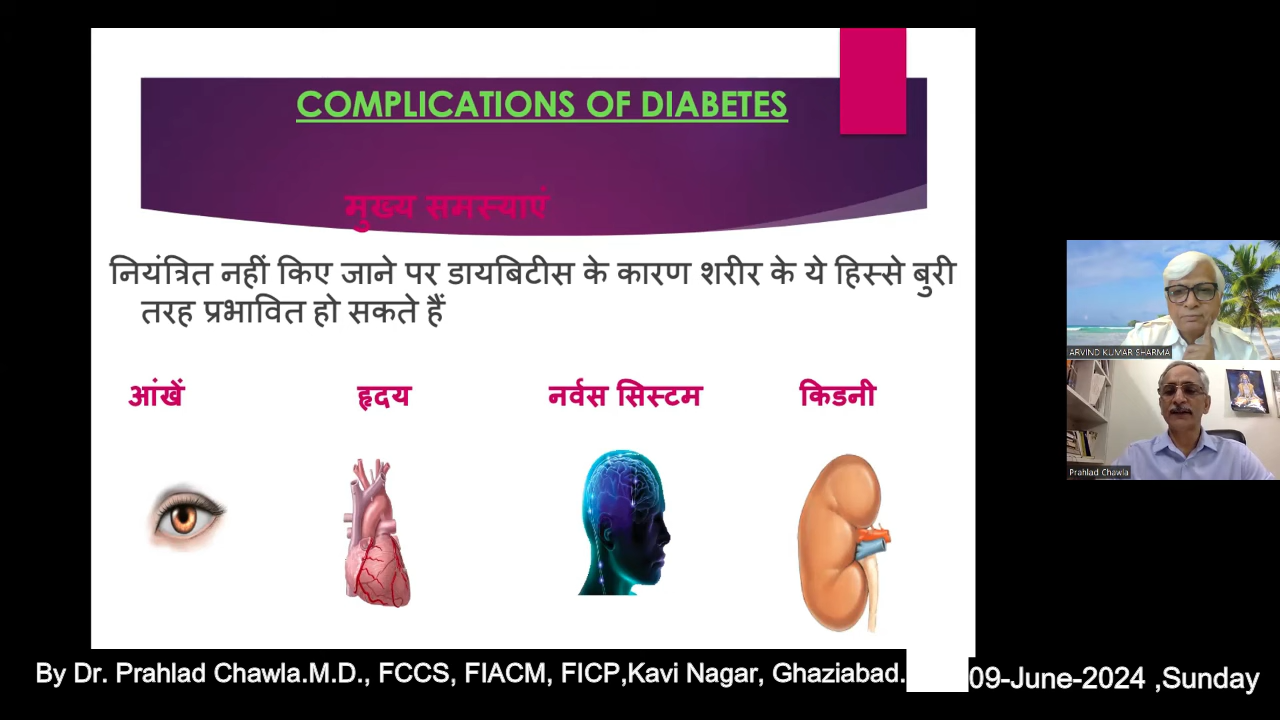 COMPLICATIONS OF DIABETES
मुख्य समस्याएं
नियंत्रित नहीं किए जाने पर डायबिटीस के कारण शरीर के ये हिस्से बुरी
तरह प्रभावित हो सकते हैं
आंखें हृदय नर्वस सिस्टम किडनी
ARVIND KUMAR SHARMA
Prahlad Chawla
By Dr. Prahlad Chawla.M.D., FCCS, FIACM, FICP,Kavi Nagar, Ghaziabad.
09-June-2024 ,Sunday